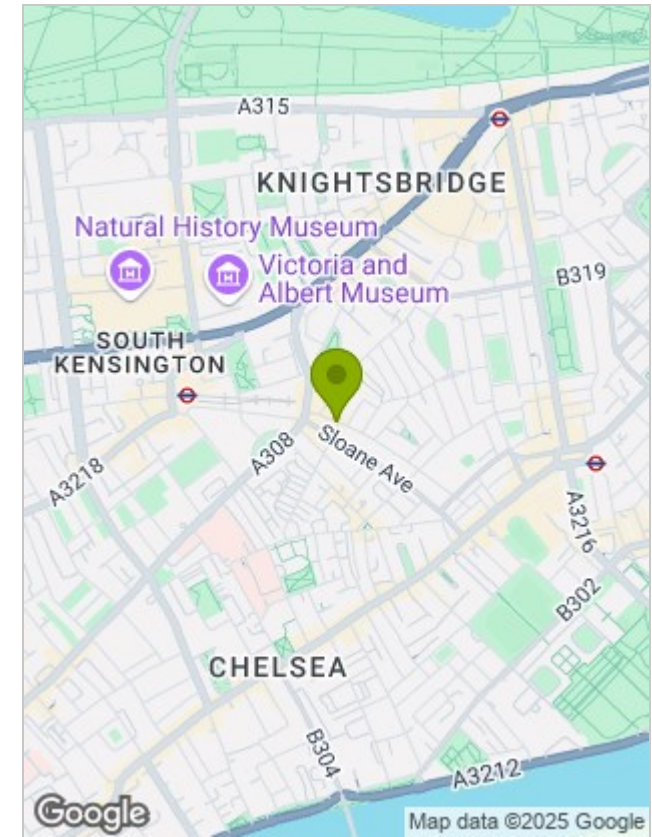 A315
KNIGHTSBRIDGE
Natural History Museum
Victoria and
Albert Museum
B319
SOUTH
KENSINGTON
A308
Sloane Ave
A3218
A3216
B302
CHELSEA
B304
A3212
Google
Map data ©2025 Google